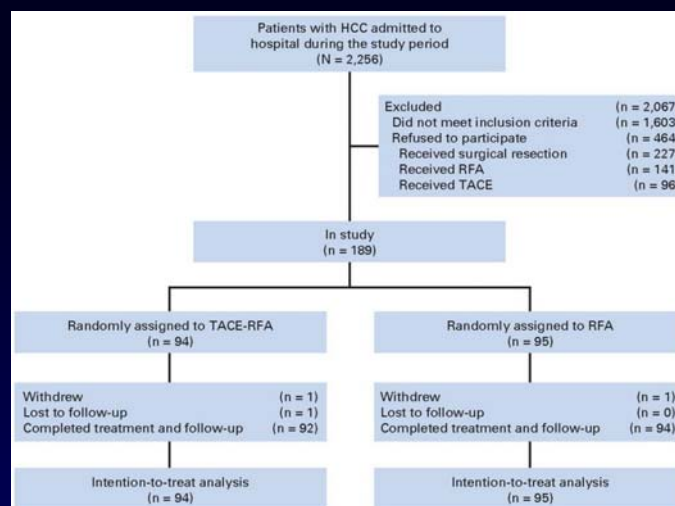 Patients with HCC admitted to
hospital during the study period
(N = 2,256)
Excluded (n = 2,067
Did not meet inclusion criteria (n = 1,603
Refused to participate (n = 464
Received surgical resection (n = 227
Received RFA (n = 141
Received TACE (n = 96
In study
(n = 189)
Randomly assigned to TACE-RFA
(n = 94)
Randomly assigned to RFA
(n = 95)
Withdrew (n = 1)
Lost to follow-up (n = 1)
Completed treatment and follow-up (n = 92)
Withdrew (n = 1)
Lost to follow-up (n = 0)
Completed treatment and follow-up (n = 94)
Intention-to-treat analysis
(n = 94)
Intention-to-treat analysis
(n = 95)